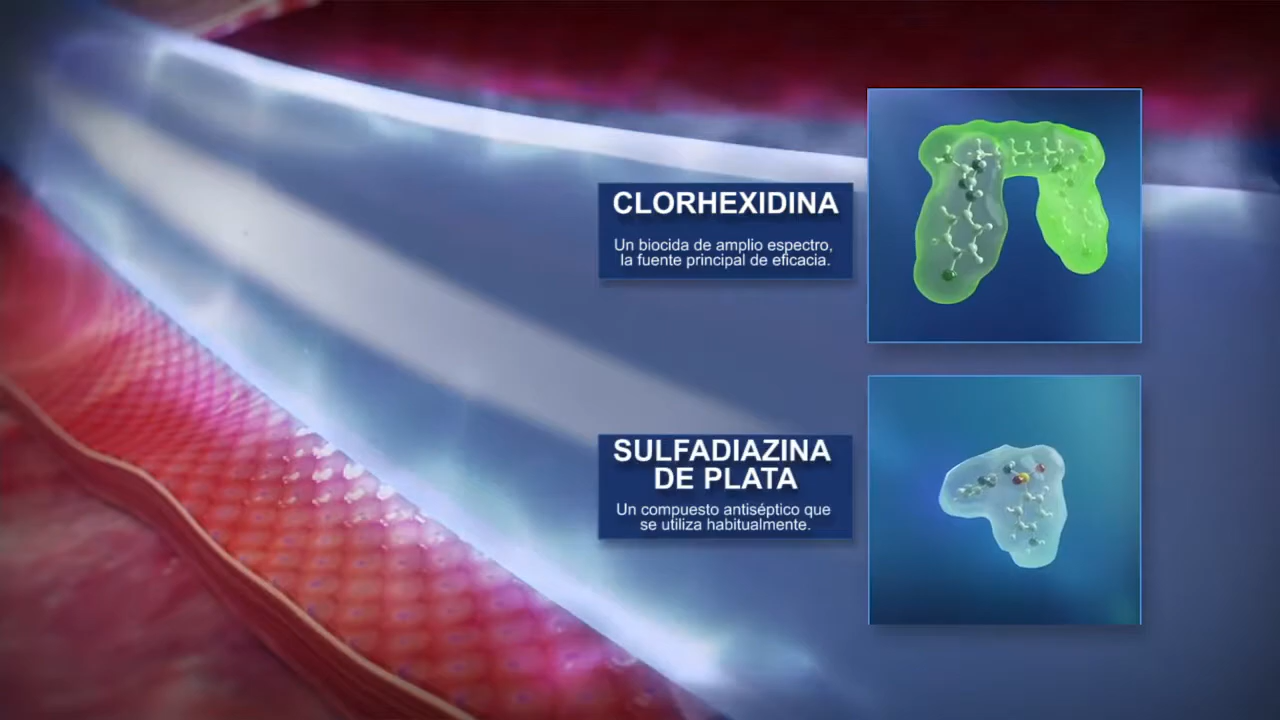 CLORHEXIDINA
Un biocida de amplio espectro,
la fuente principal de eficacia.
SULFADIAZINA
DE PLATA
Un compuesto antiséptico que
se utiliza habitualmente.